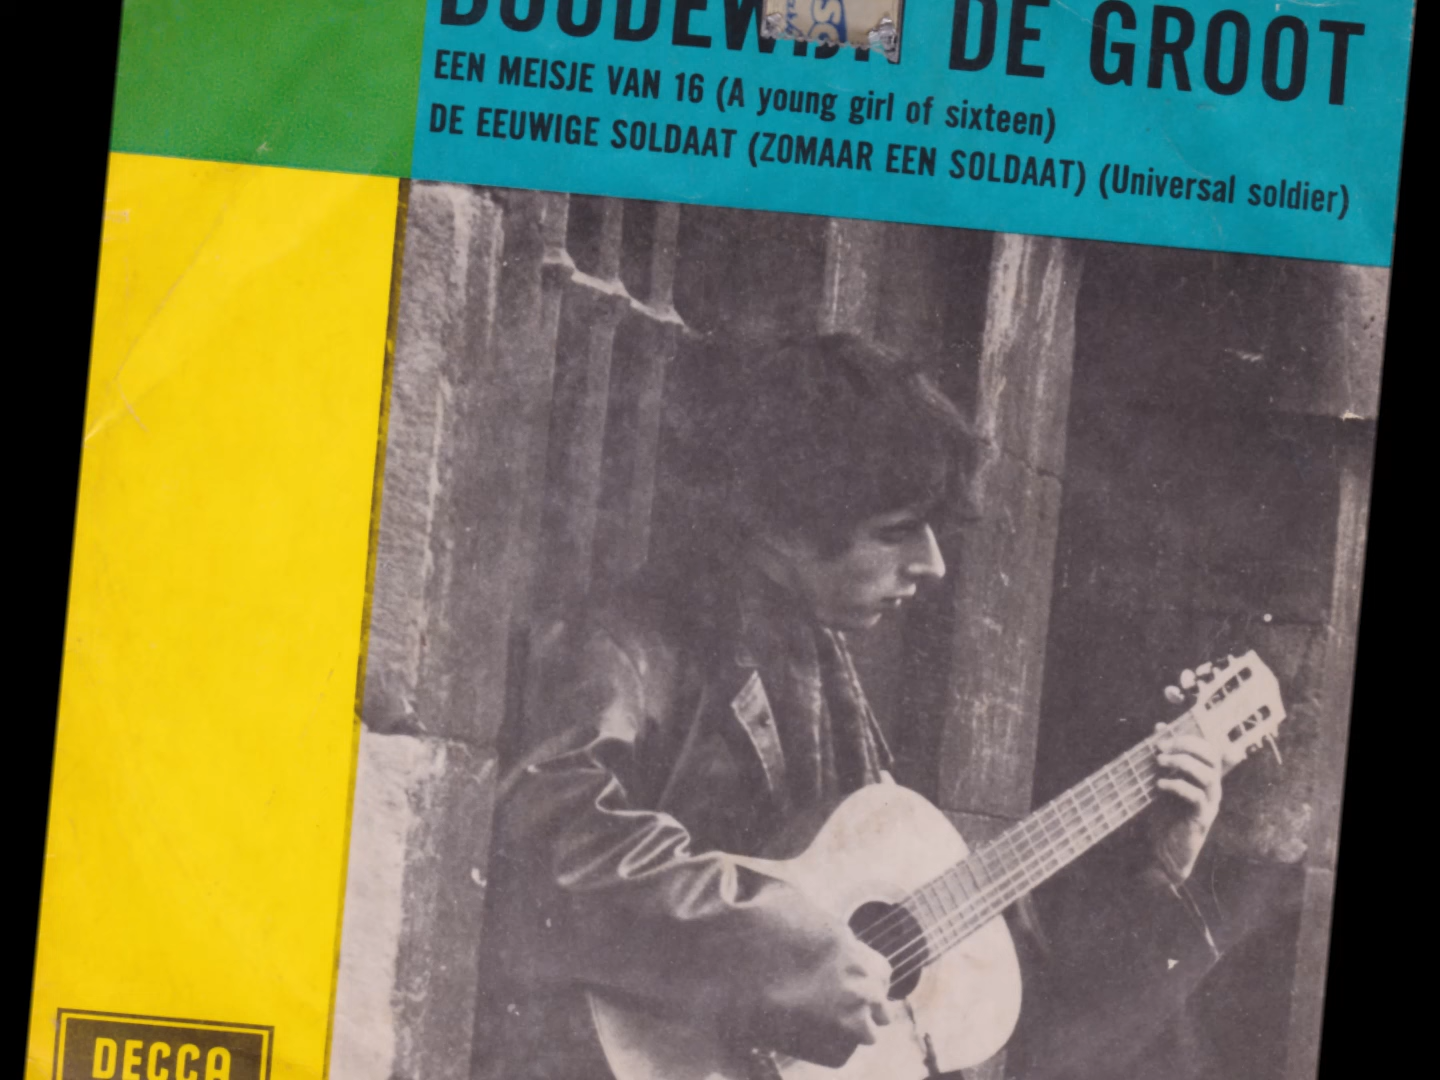 BOUDEWIJN DE GROOT
EEN MEISJE VAN 16 (A young girl of sixteen)
DE EEUWIGE SOLDAAT (ZOMAAR EEN SOLDAAT) (Universal soldier)
DECCA